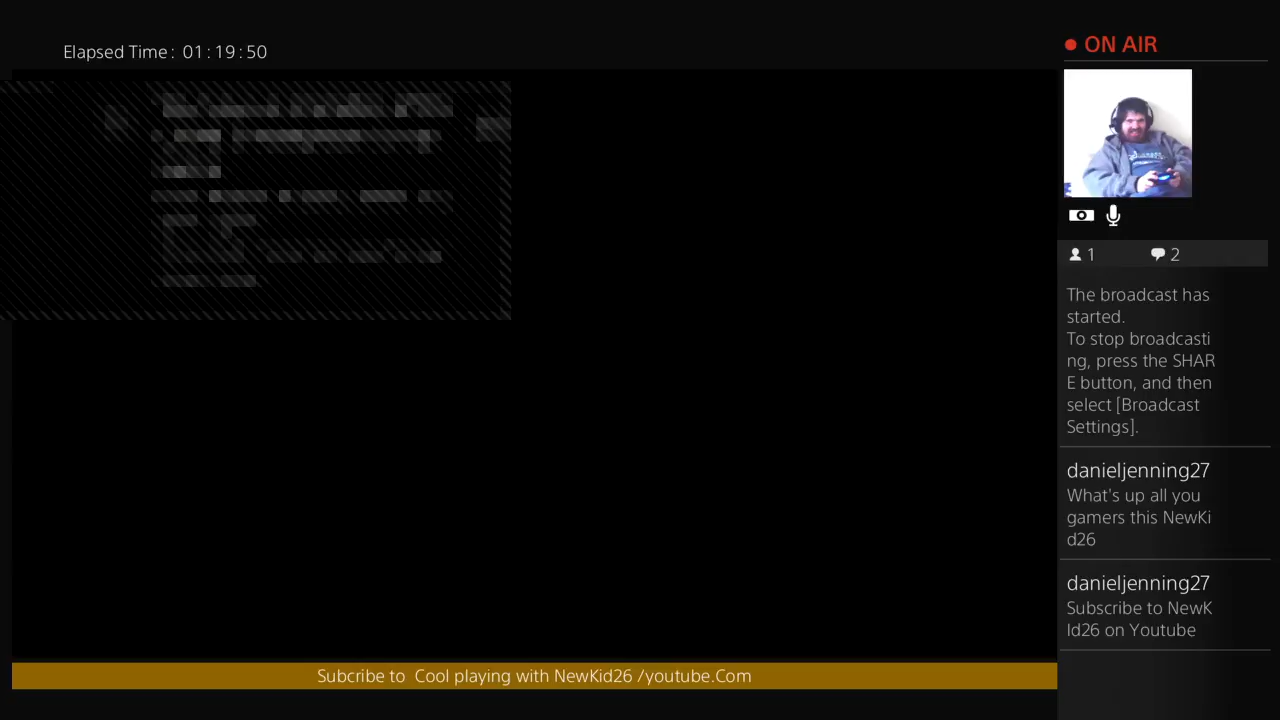 Elapsed Time: 01:19:50
ON AIR
1 2
The broadcast has
started.
To stop broadcasti
ng, press the SHAR
E button, and then
select [Broadcast
Settings].
danieljenning27
What's up all you
gamers this NewKi
d26
danieljenning27
Subscribe to NewK
Id26 on Youtube
Subcribe to  Cool playing with NewKid26 /youtube.Com